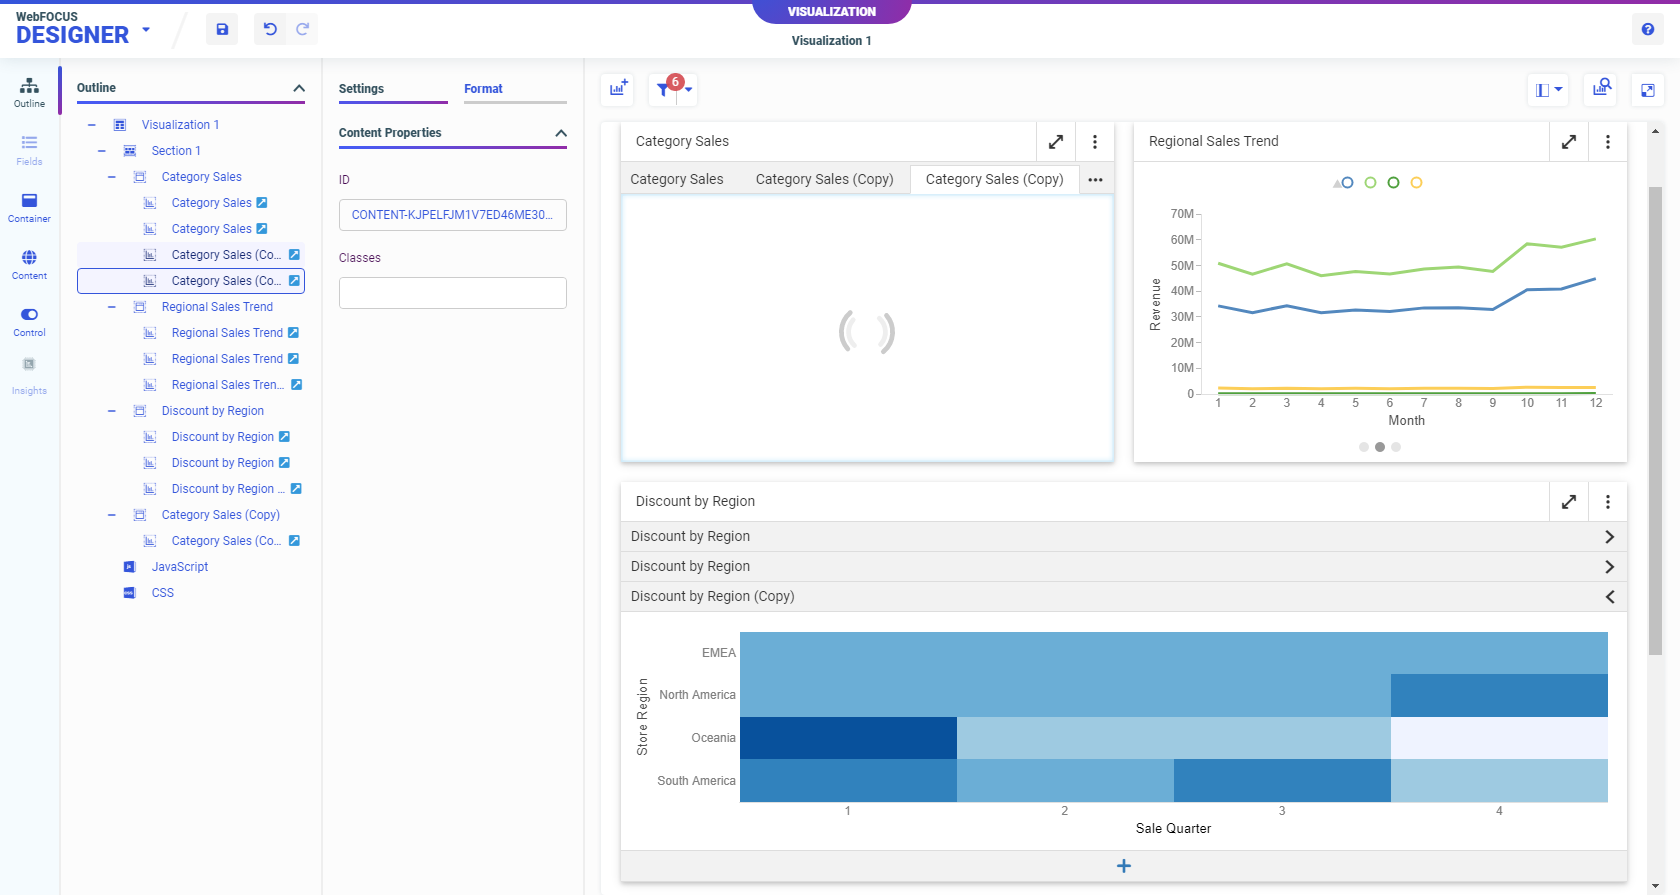 WebFOCUS
DESIGNER
VISUALIZATION
Visualization 1
Outline
Fields
Container
Content
Control
Insights
Outline
Visualization 1
Section 1
Category Sales
Category Sales
Category Sales
Category Sales (Co...
Category Sales (Co...
Regional Sales Trend
Regional Sales Trend
Regional Sales Trend
Regional Sales Tren...
Discount by Region
Discount by Region
Discount by Region
Discount by Region ...
Category Sales (Copy)
Category Sales (Co...
JavaScript
CSS
Settings
Format
Content Properties
ID
CONTENT-KJPELFJM1V7ED46ME30...
Classes
6
Category Sales
Category Sales
Category Sales (Copy)
Category Sales (Copy)
Regional Sales Trend
70M
60M
50M
40M
30M
20M
10M
0
Revenue
1 2 3 4 5 6 7 8 9 10 11 12
Month
Discount by Region
Discount by Region
Discount by Region
Discount by Region (Copy)
Store Region
EMEA
North America
Oceania
South America
1 2 3 4
Sale Quarter